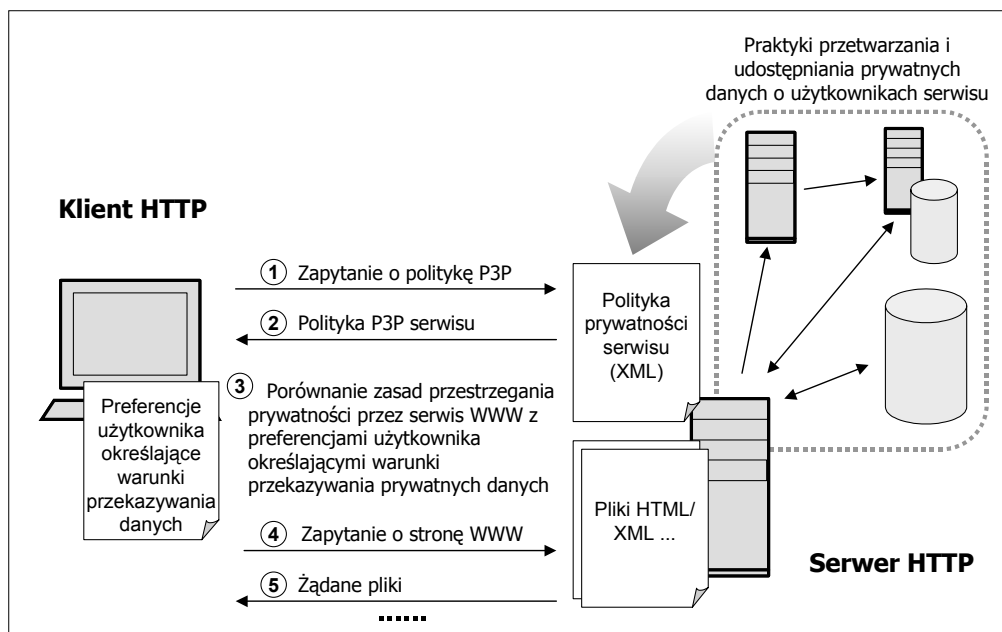 Praktyki przetwarzania i
udostępniania prywatnych
danych o użytkownikach serwisu
Klient HTTP
1 Zapytanie o politykę P3P
2 Polityka P3P serwisu
Polityka
prywatności
serwisu
(XML)
3 Porównanie zasad przestrzegania
prywatności przez serwis WWW z
preferencjami użytkownika
określającymi warunki
przekazywania prywatnych danych
Preferencje
użytkownika
określające
warunki
przekazywania
danych
4 Zapytanie o stronę WWW
5 Żądane pliki
......
Pliki HTML/
XML ...
Serwer HTTP